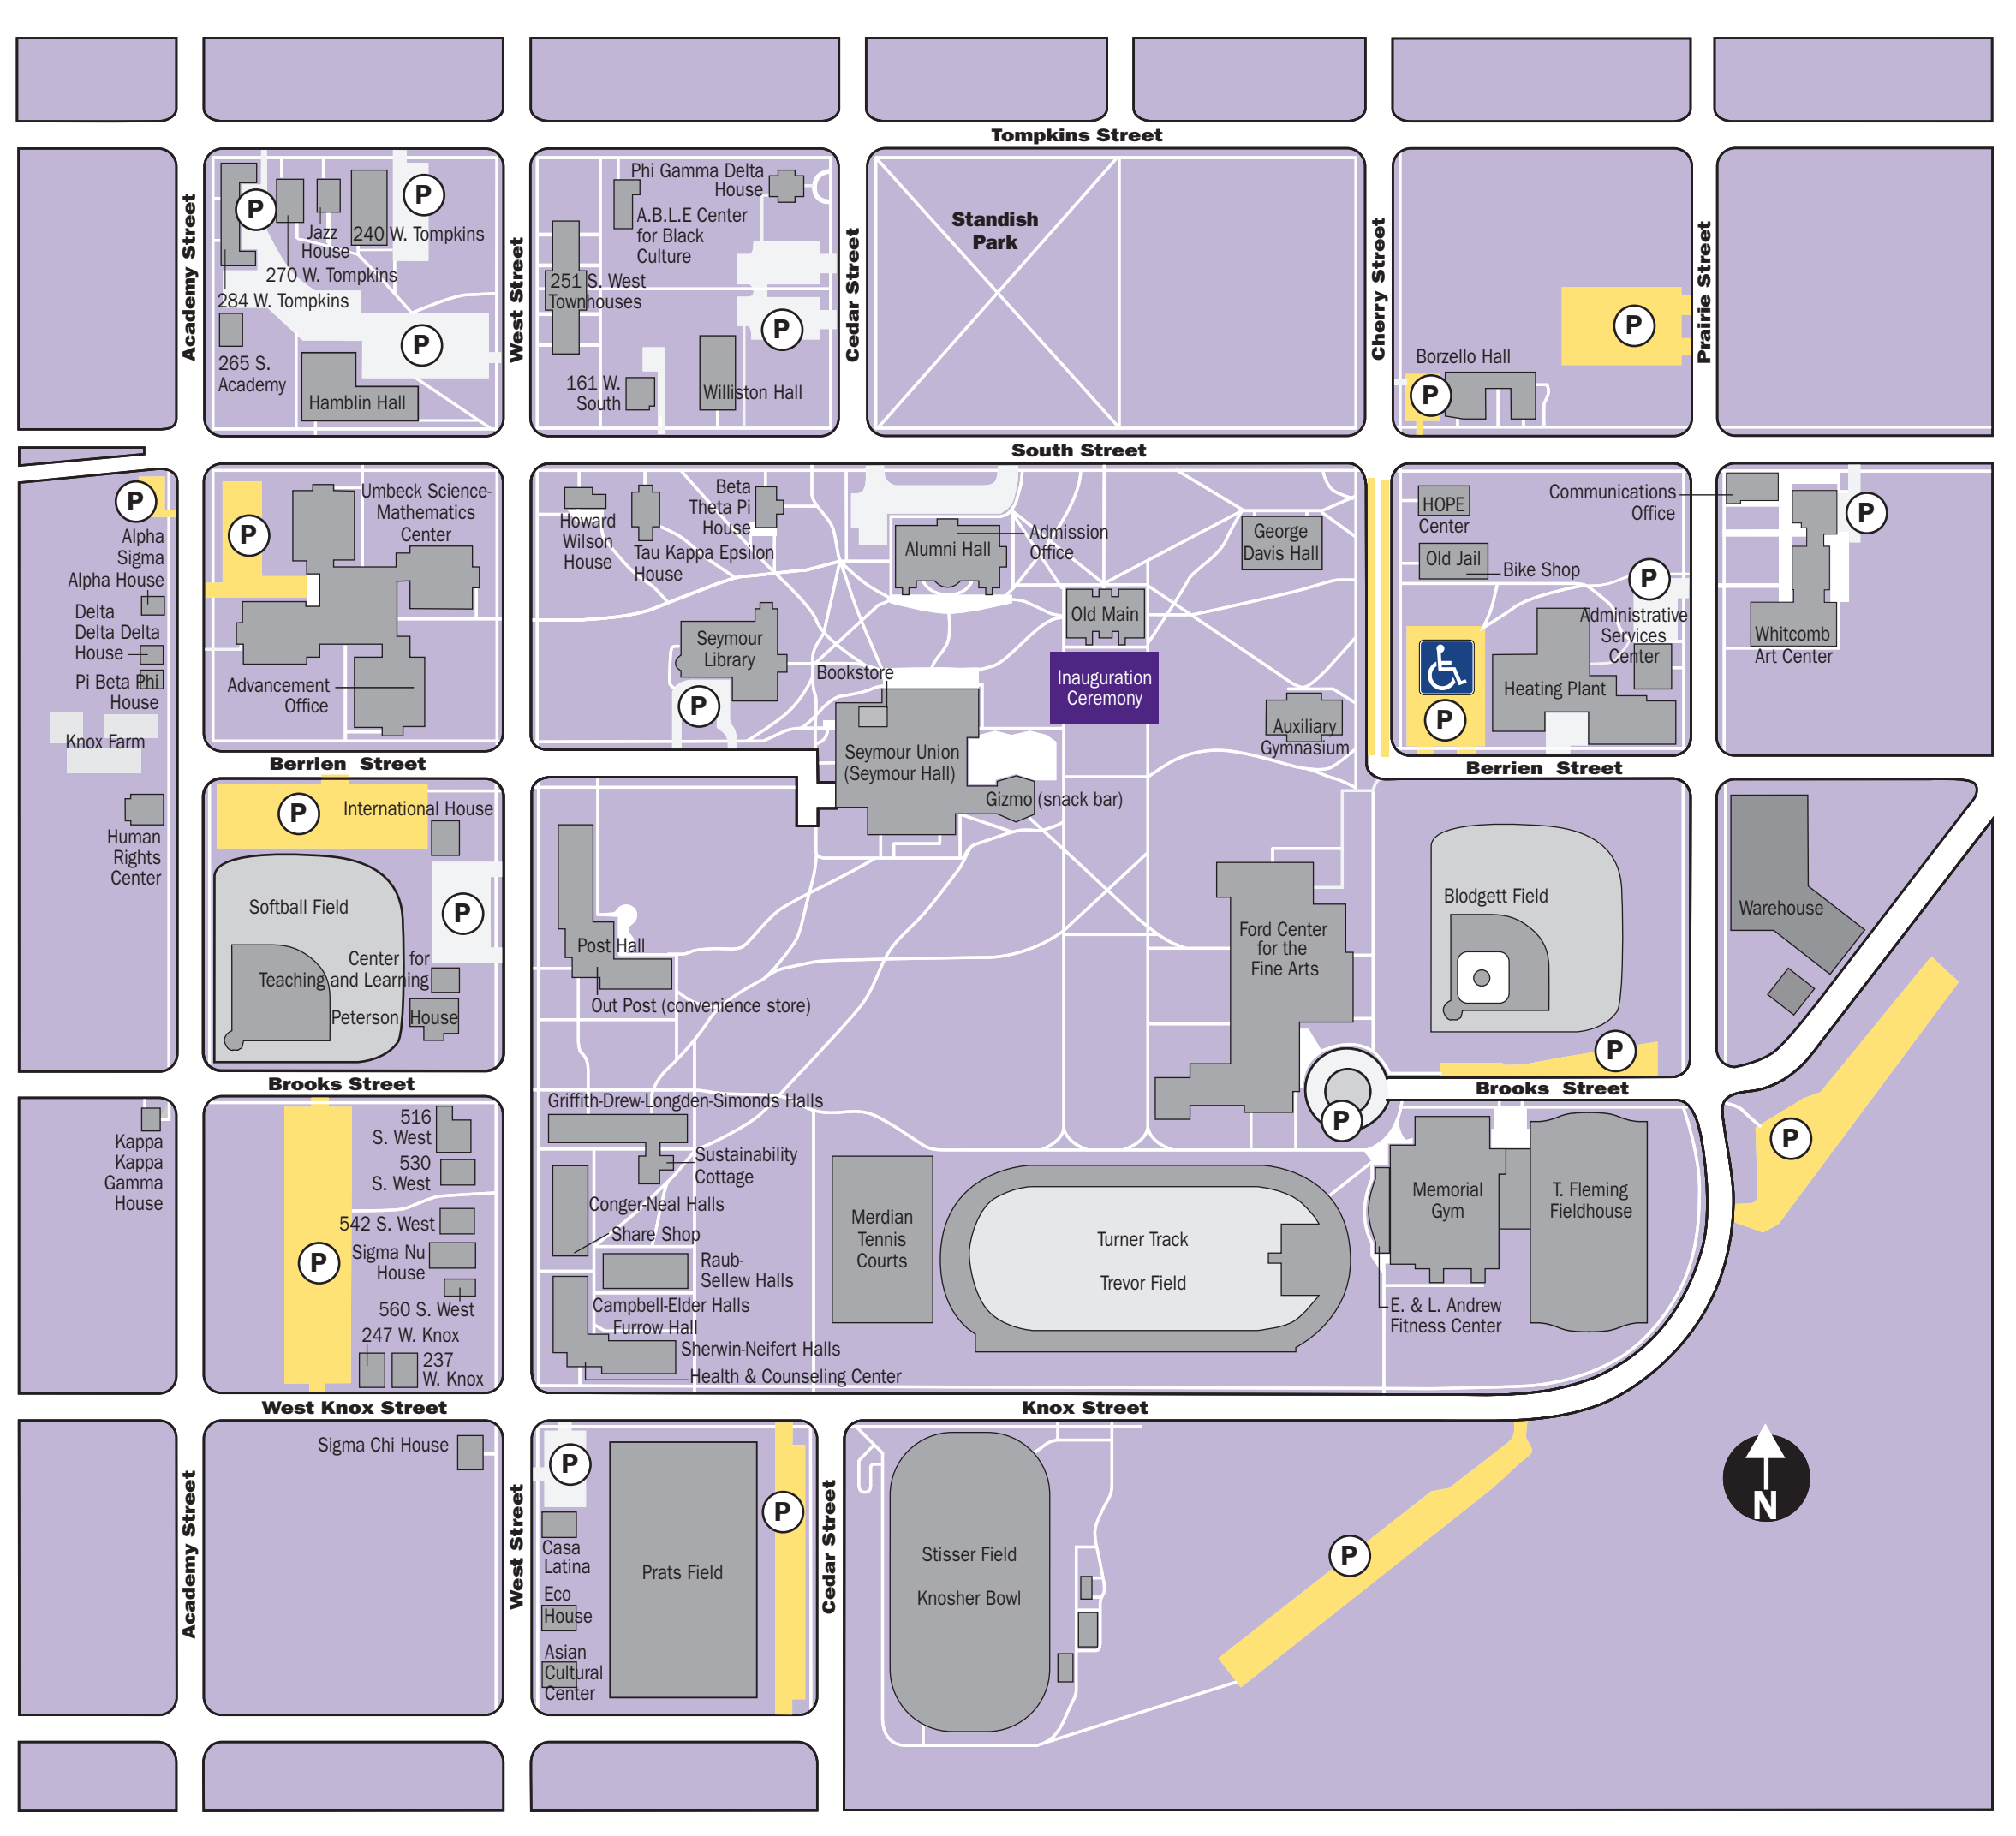 Tompkins Street
Academy Street
P
P
Jazz
House
240 W. Tompkins
270 W. Tompkins
284 W. Tompkins
P
265 S.
Academy
Hamblin Hall
West Street
Phi Gamma Delta
House
A.B.L.E Center
for Black
Culture
251 S. West
Townhouses
P
161 W.
South
Williston Hall
Cedar Street
Standish
Park
Cherry Street
P
Borzello Hall
P
Prairie Street
South Street
P
Alpha
Sigma
Alpha House
Delta
Delta Delta
House
Pi Beta Phi
House
Knox Farm
Human
Rights
Center
P
Umbeck Science-
Mathematics
Center
Advancement
Office
Howard
Wilson
House
Tau Kappa Epsilon
House
Beta
Theta Pi
House
Alumni Hall
Admission
Office
George
Davis Hall
Old Main
Seymour
Library
P
Bookstore
Inauguration
Ceremony
Seymour Union
(Seymour Hall)
Gizmo (snack bar)
Auxiliary
Gymnasium
HOPE
Center
Old Jail
Bike Shop
P
Administrative
Services
Center
Heating Plant
P
Communications
Office
P
Whitcomb
Art Center
Berrien Street
Berrien Street
P
International House
Softball Field
P
Center for
Teaching and Learning
Peterson House
Post Hall
Out Post (convenience store)
Ford Center
for the
Fine Arts
Blodgett Field
P
Warehouse
Brooks Street
Brooks Street
P
P
Kappa
Kappa
Gamma
House
516
S. West
530
S. West
542 S. West
P
Sigma Nu
House
560 S. West
247 W. Knox
237
W. Knox
Griffith-Drew-Longden-Simonds Halls
Sustainability
Cottage
Conger-Neal Halls
Share Shop
Raub-
Sellew Halls
Campbell-Elder Halls
Furrow Hall
Sherwin-Neifert Halls
Health & Counseling Center
Merdian
Tennis
Courts
Turner Track
Trevor Field
Memorial
Gym
T. Fleming
Fieldhouse
E. & L. Andrew
Fitness Center
West Knox Street
Knox Street
Academy Street
Sigma Chi House
West Street
P
Casa
Latina
Eco
House
Asian
Cultural
Center
Prats Field
P
Cedar Street
Stisser Field
Knosher Bowl
P
N